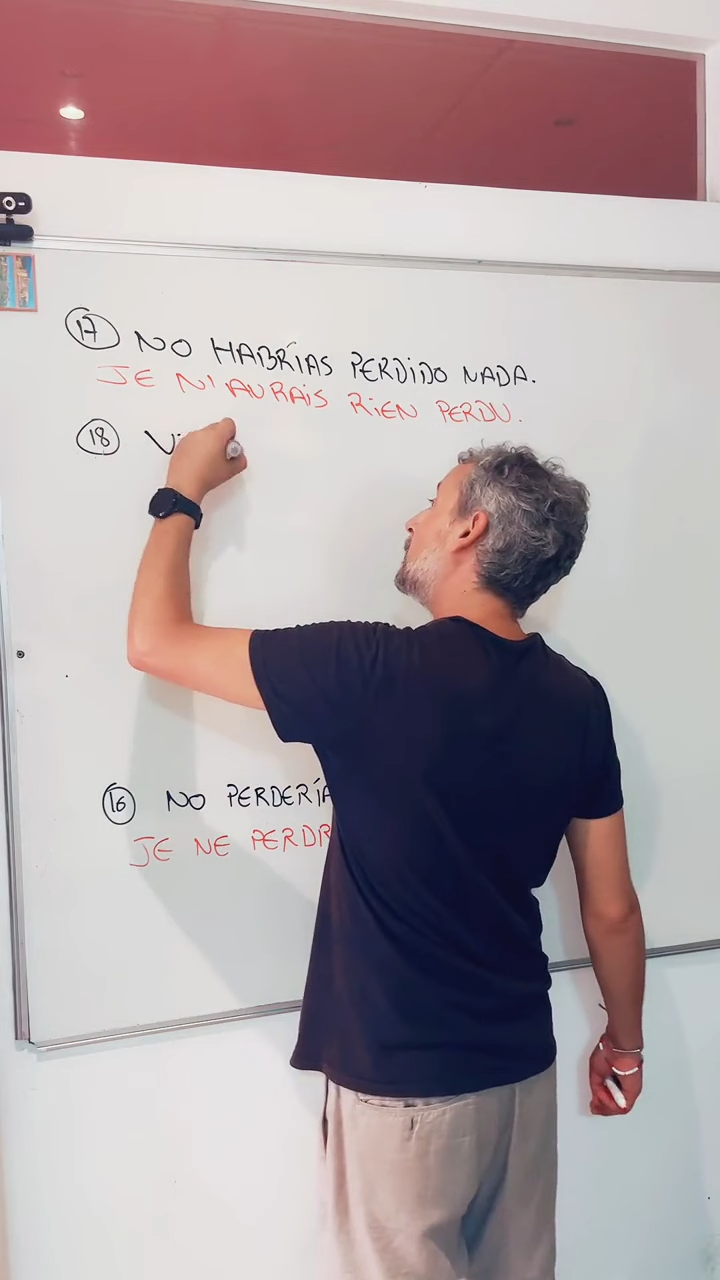 17 NO HABRÍAS PERDIDO NADA.
JE N'AURAIS RIEN PERDU.
18
16 NO PERDERÍA
JE NE PERDR